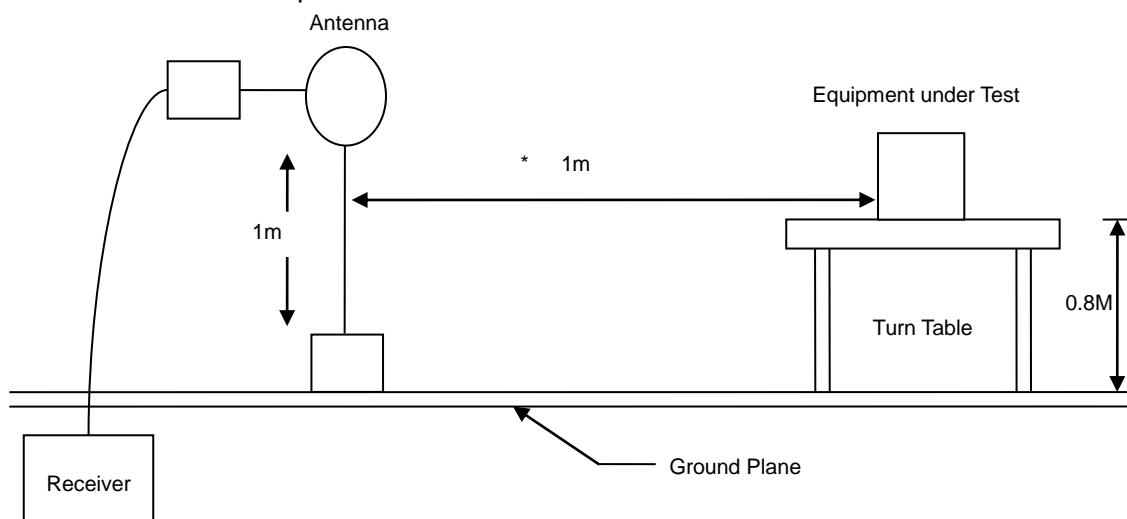 Antenna
Equipment under Test
* 1m
1m
0.8M
Turn Table
Ground Plane
Receiver